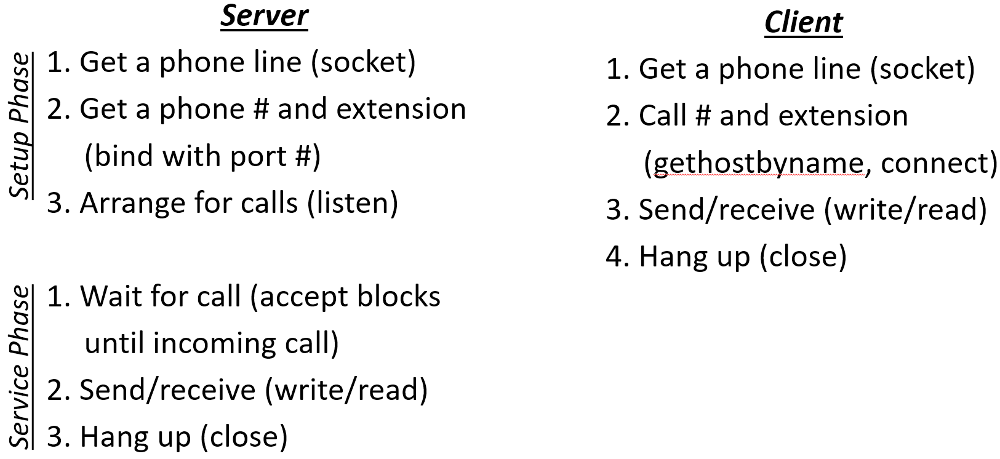 Server
Setup Phase
1. Get a phone line (socket)
2. Get a phone # and extension
(bind with port #)
3. Arrange for calls (listen)
Service Phase
1. Wait for call (accept blocks
until incoming call)
2. Send/receive (write/read)
3. Hang up (close)
Client
1. Get a phone line (socket)
2. Call # and extension
(gethostbyname, connect)
3. Send/receive (write/read)
4. Hang up (close)